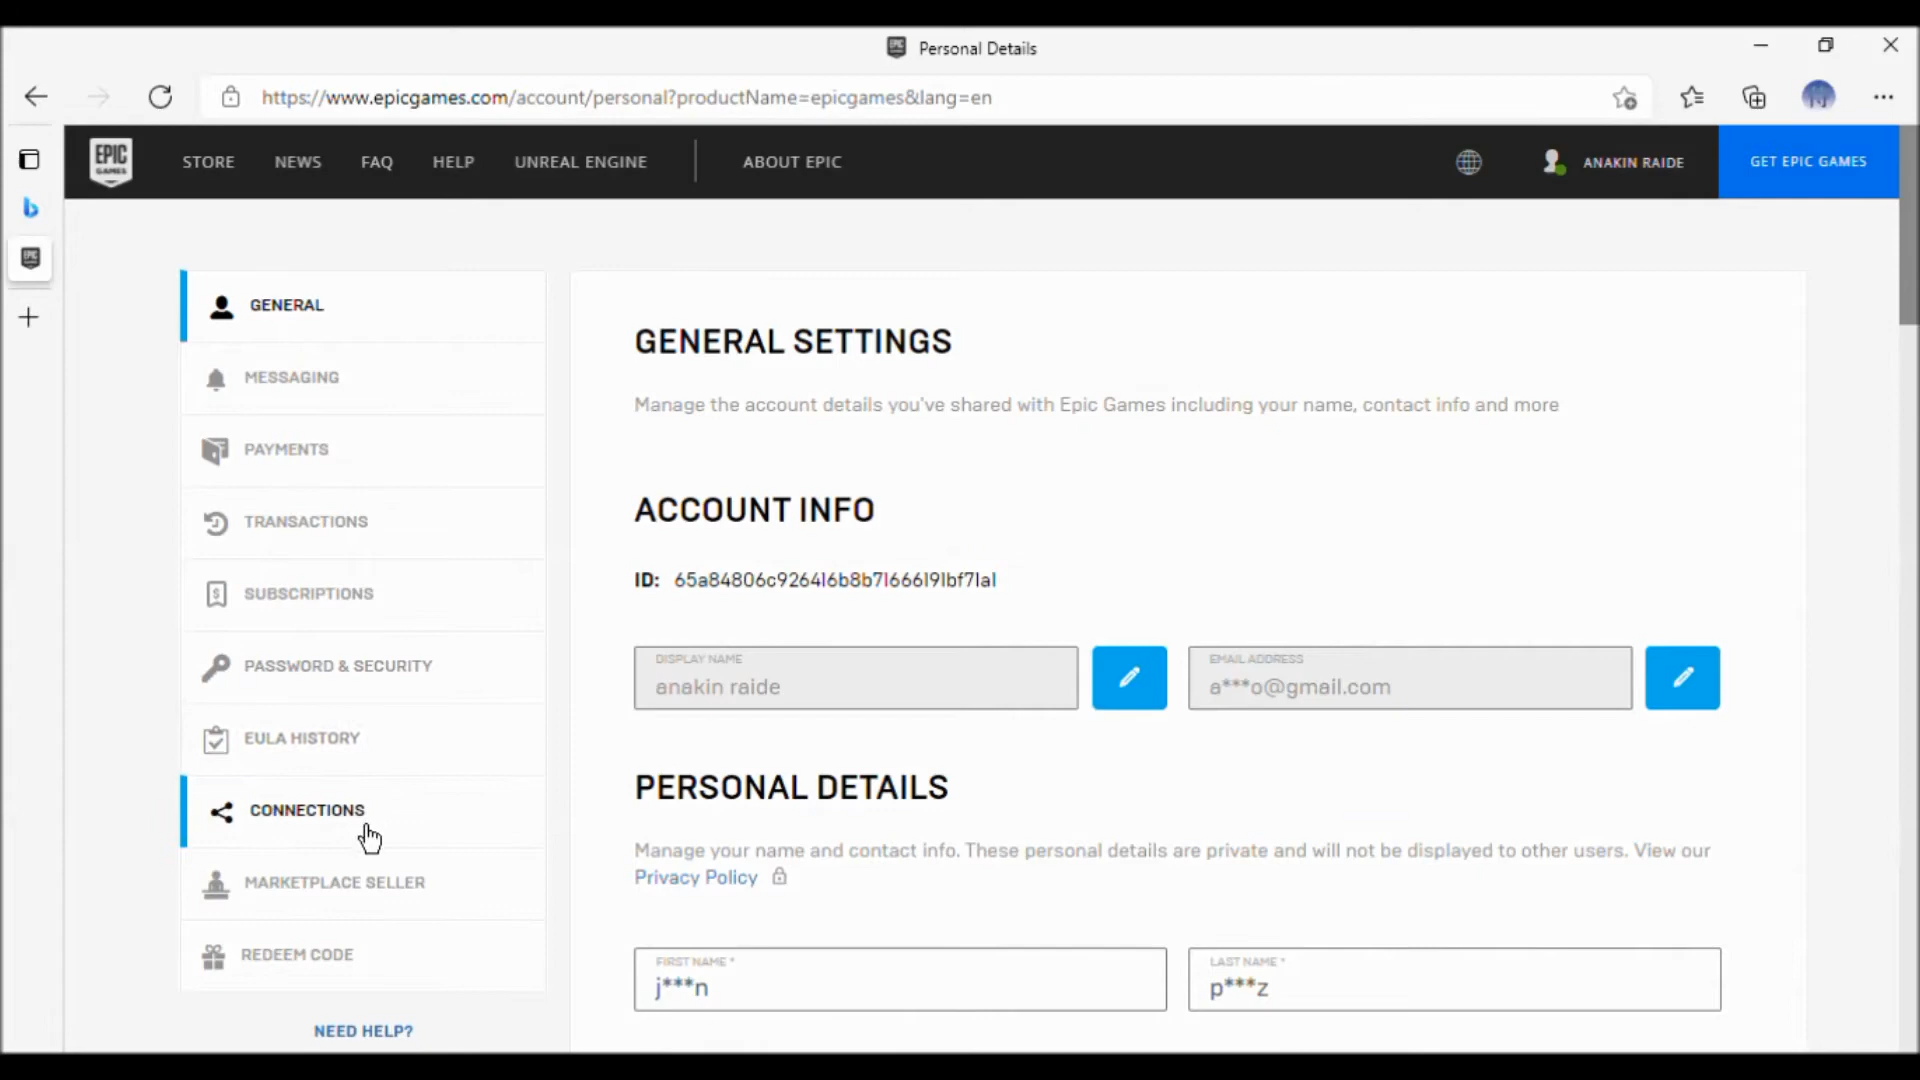 Personal Details
https://www.epicgames.com/account/personal?productName=epicgames&lang=en
EPIC GAMES
STORE
NEWS
FAQ
HELP
UNREAL ENGINE
ABOUT EPIC
ANAKIN RAIDE
GET EPIC GAMES
GENERAL
MESSAGING
PAYMENTS
TRANSACTIONS
SUBSCRIPTIONS
PASSWORD & SECURITY
EULA HISTORY
CONNECTIONS
MARKETPLACE SELLER
REDEEM CODE
NEED HELP?
GENERAL SETTINGS
Manage the account details you've shared with Epic Games including your name, contact info and more
ACCOUNT INFO
ID: 65a84806c926416b8b71666191bf71a1
DISPLAY NAME
anakin raide
EMAIL ADDRESS
a***o@gmail.com
PERSONAL DETAILS
Manage your name and contact info. These personal details are private and will not be displayed to other users. View our
Privacy Policy
FIRST NAME *
j***n
LAST NAME *
p***z